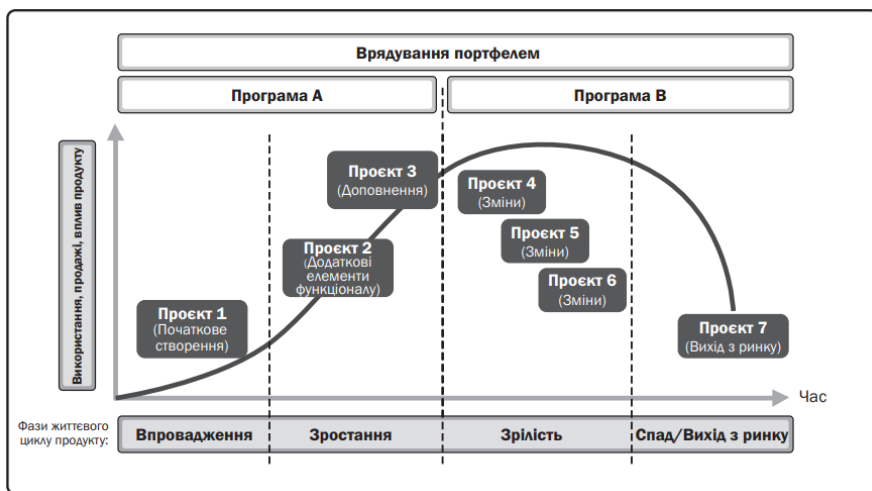 Врядування портфелем
Програма А
Програма В
Використання, продажі, вплив продукту
Проєкт 3
(Доповнення)
Проєкт 4
(Зміни)
Проєкт 5
(Зміни)
Проєкт 2
(Додаткові
елементи
функціоналу)
Проєкт 6
(Зміни)
Проєкт 1
(Початкове
створення)
Проєкт 7
(Вихід з ринку)
Час
Фази життєвого
циклу продукту:
Впровадження
Зростання
Зрілість
Спад/Вихід з ринку